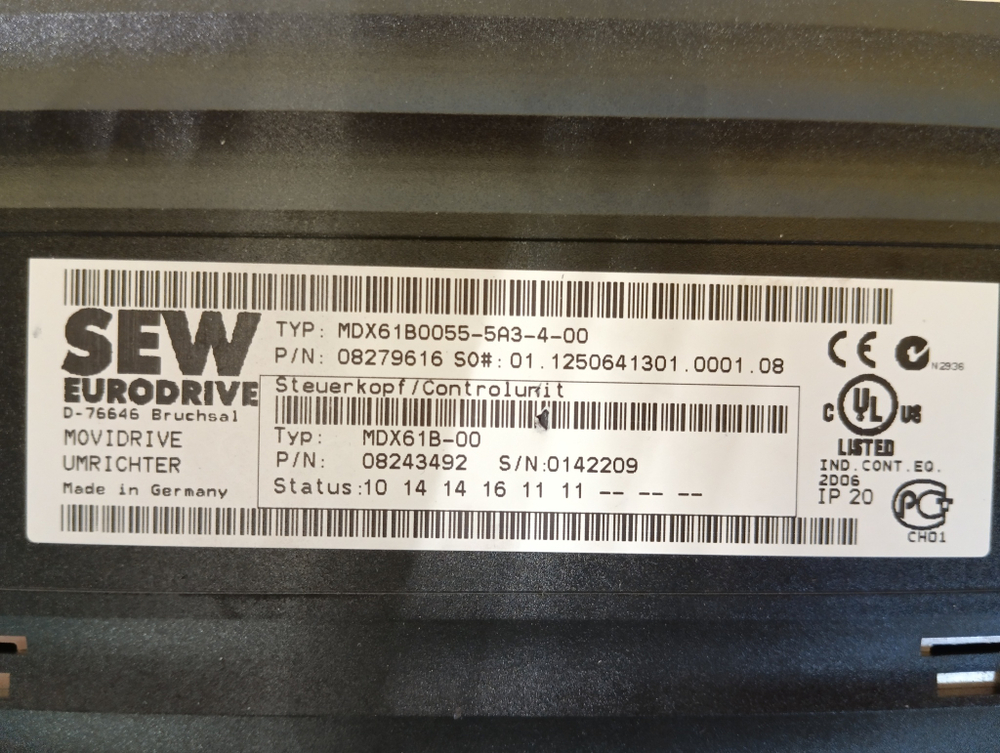 SEW
EURODRIVE
D-76646 Bruchsal
MOVIDRIVE
UMRICHTER
Made in Germany
TYP: MDX61B0055-5A3-4-00
P/N: 08279616 SO#: 01.1250641301.0001.08
Steuerkopf/Controlunit
Typ: MDX61B-00
P/N: 08243492 S/N:0142209
Status:10 14 14 16 11 11 -- -- --
CE
N2936
C UL US
LISTED
IND.CONT.EQ.
2D06
IP 20
PG
CH01